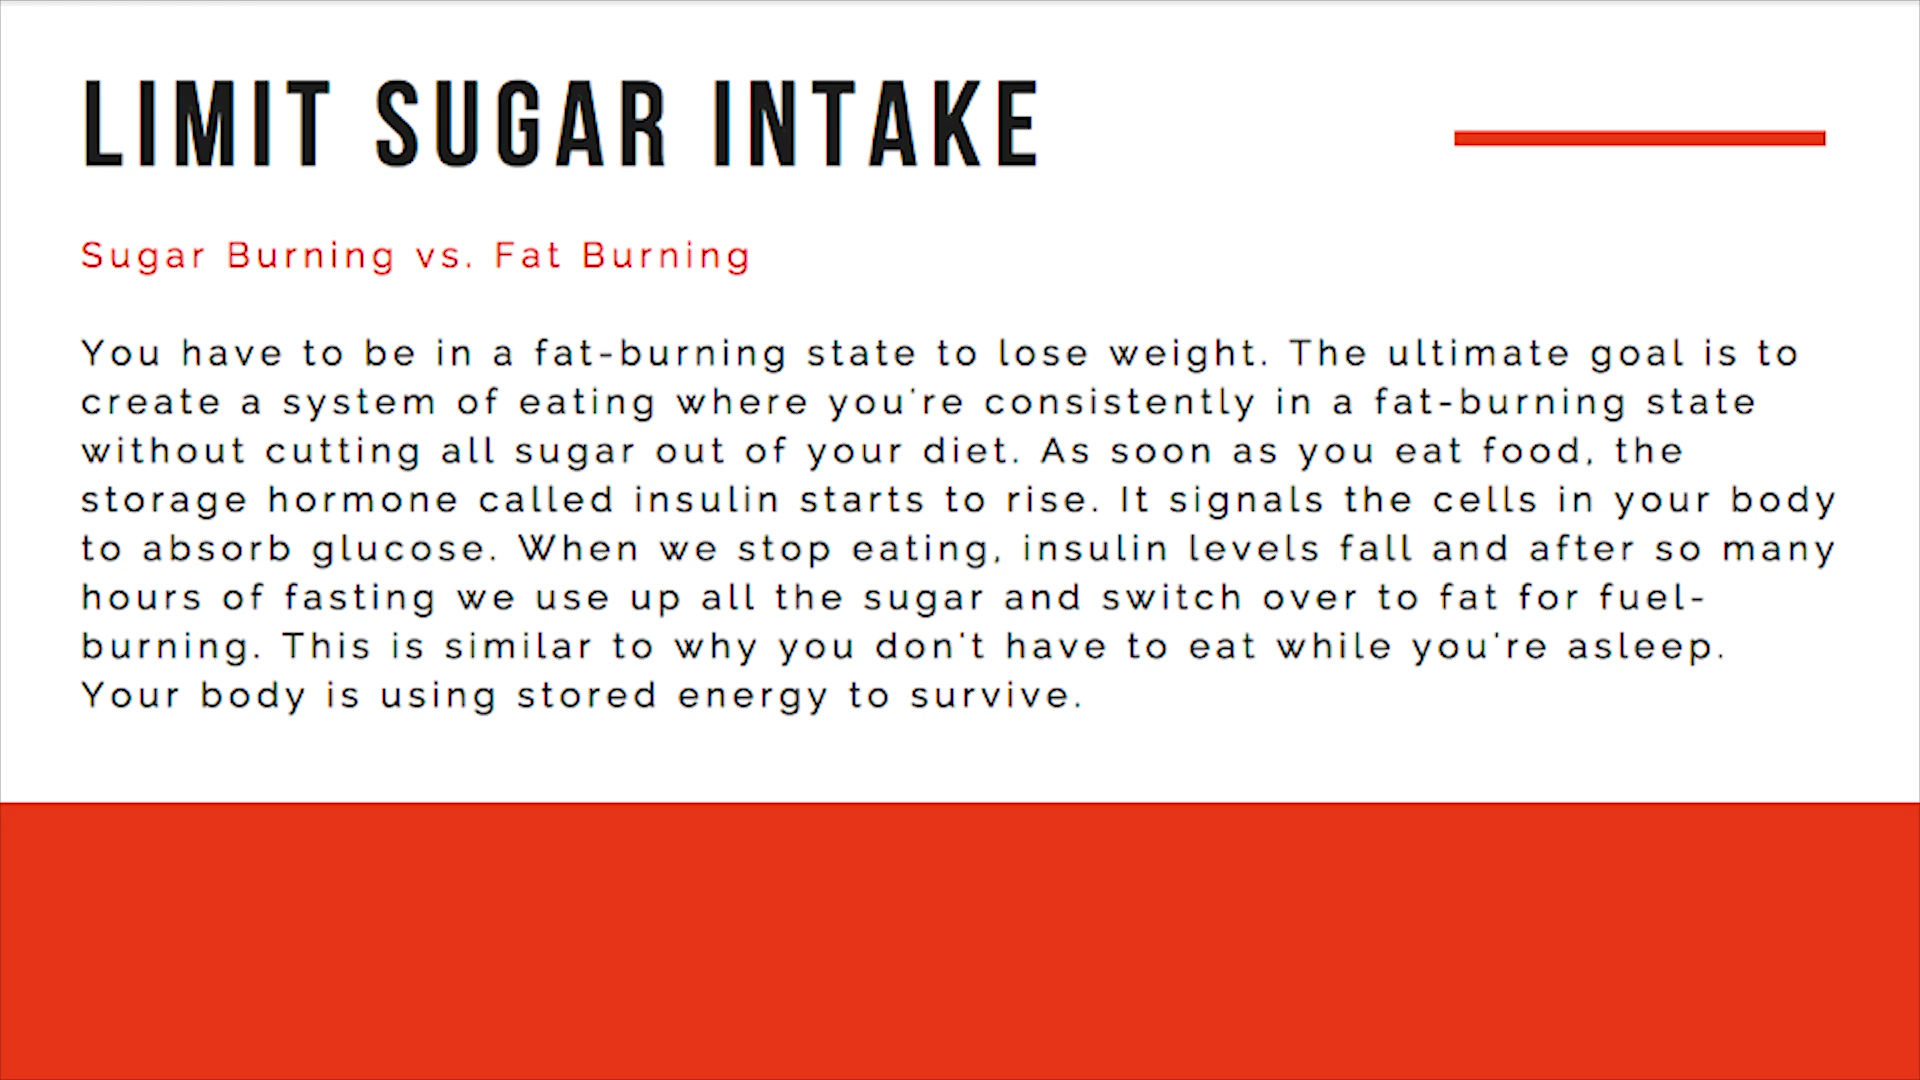 LIMIT SUGAR INTAKE
Sugar Burning vs. Fat Burning
You have to be in a fat-burning state to lose weight. The ultimate goal is to
create a system of eating where you're consistently in a fat-burning state
without cutting all sugar out of your diet. As soon as you eat food, the
storage hormone called insulin starts to rise. It signals the cells in your body
to absorb glucose. When we stop eating, insulin levels fall and after so many
hours of fasting we use up all the sugar and switch over to fat for fuel-
burning. This is similar to why you don't have to eat while you're asleep.
Your body is using stored energy to survive.